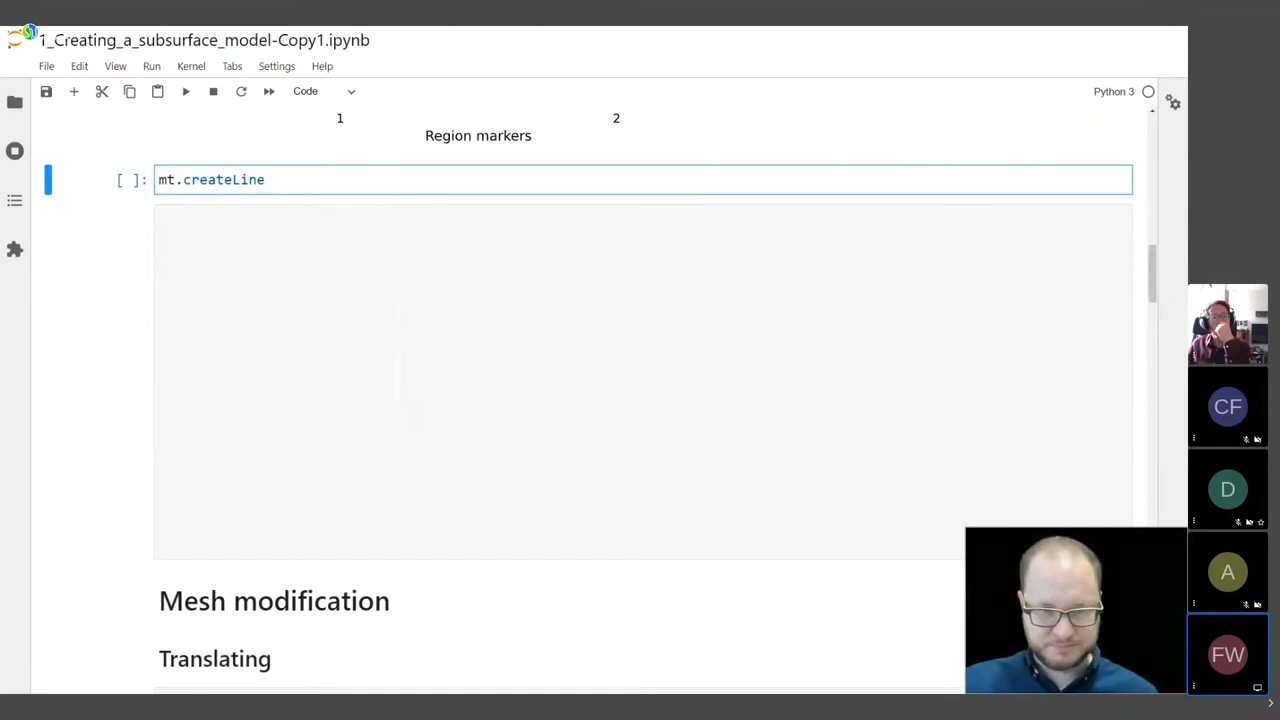 1_Creating_a_subsurface_model-Copy1.ipynb
File Edit View Run Kernel Tabs Settings Help
Code
Python 3
1 2
Region markers
[ ]: mt.createLine
Mesh modification
Translating
CF
D
A
FW